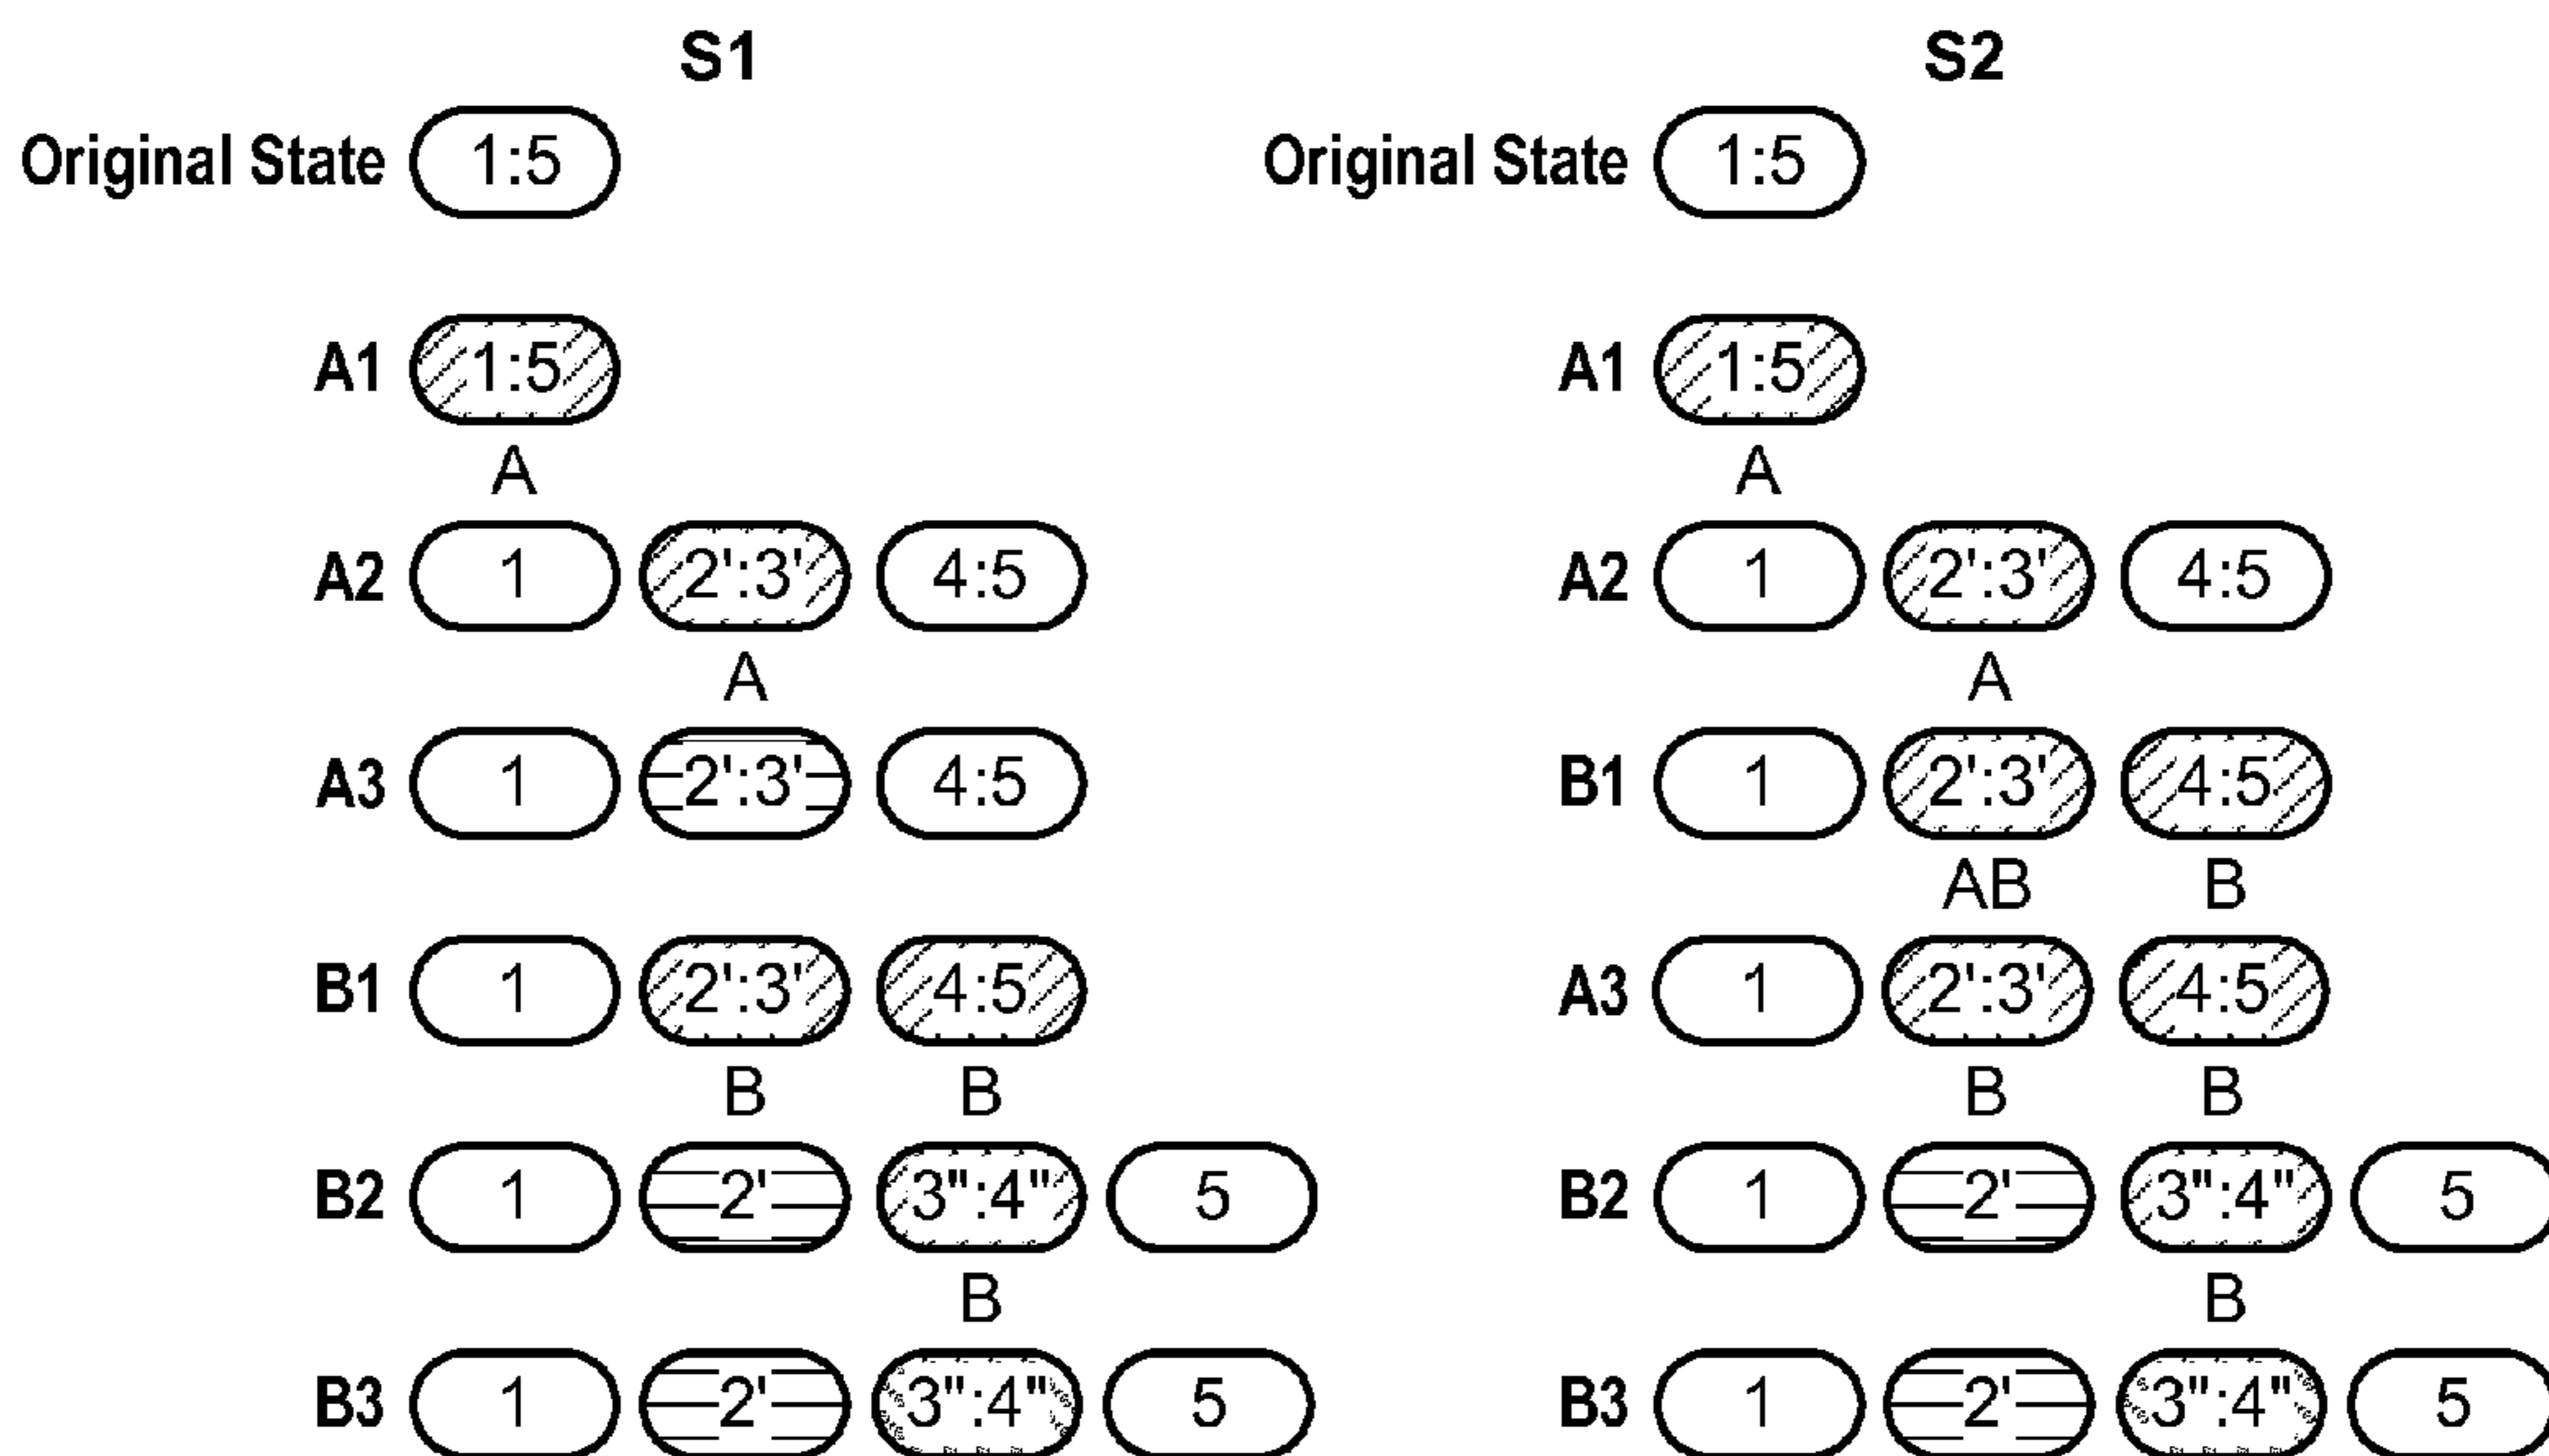 S1
Original State 1:5
A1 1:5
A
A2 1 2':3' 4:5
A
A3 1 2':3' 4:5
B1 1 2':3' 4:5
B B
B2 1 2' 3":4" 5
B
B3 1 2' 3":4" 5
S2
Original State 1:5
A1 1:5
A
A2 1 2':3' 4:5
A
B1 1 2':3' 4:5
AB B
A3 1 2':3' 4:5
B B
B2 1 2' 3":4" 5
B
B3 1 2' 3":4" 5